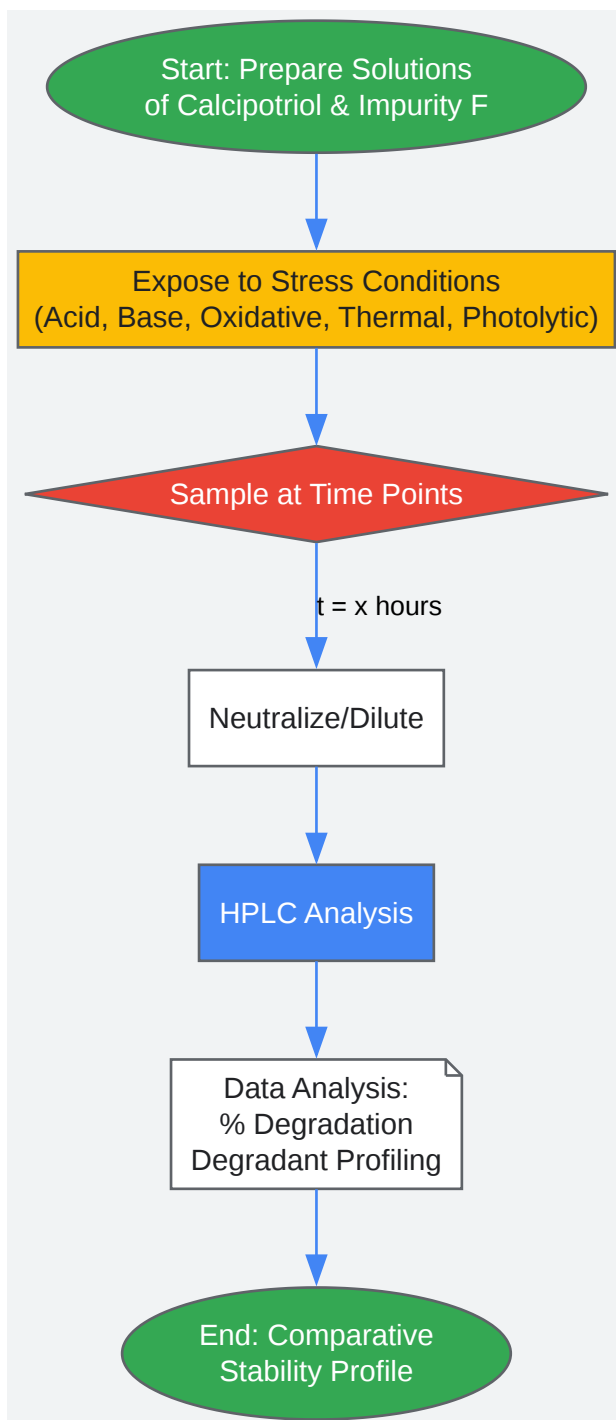 Start: Prepare Solutions
of Calcipotriol & Impurity F
Expose to Stress Conditions
(Acid, Base, Oxidative, Thermal, Photolytic)
Sample at Time Points
t = x hours
Neutralize/Dilute
HPLC Analysis
Data Analysis:
% Degradation
Degradant Profiling
End: Comparative
Stability Profile